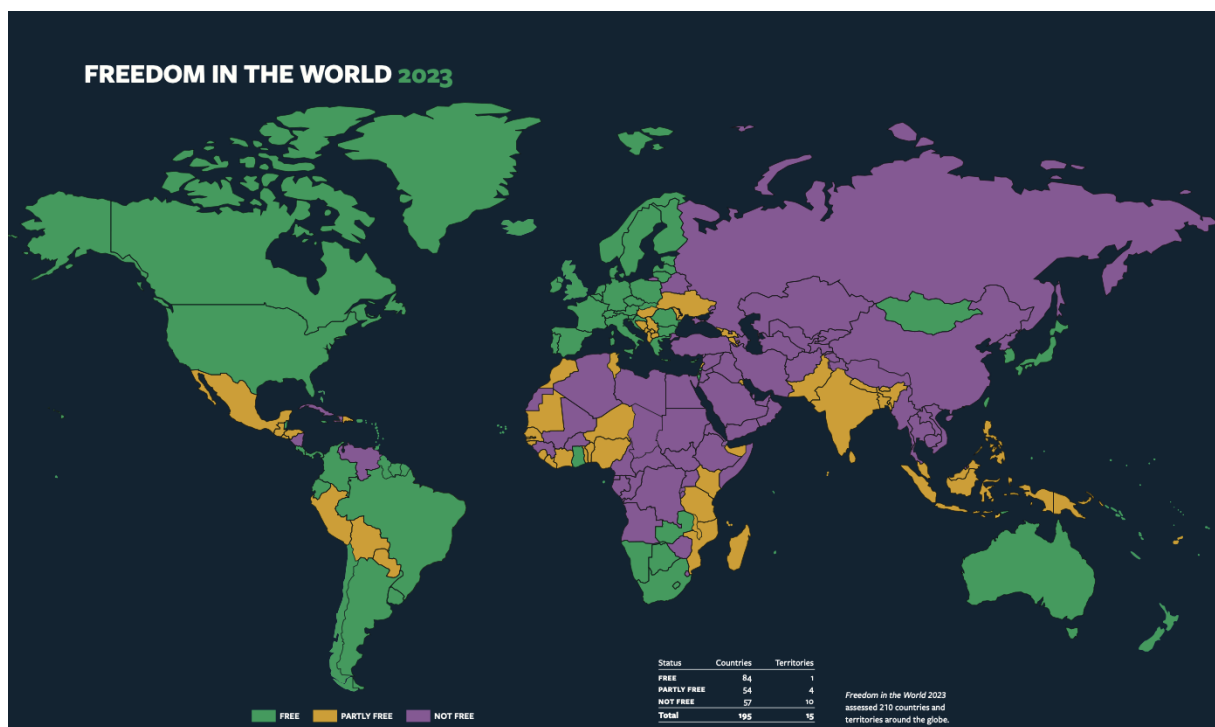 FREEDOM IN THE WORLD 2023
Status Countries Territories
FREE 84 1
PARTLY FREE 54 4
NOT FREE 57 10
Total 195 15
Freedom in the World 2023
assessed 210 countries and
territories around the globe.
FREE PARTLY FREE NOT FREE